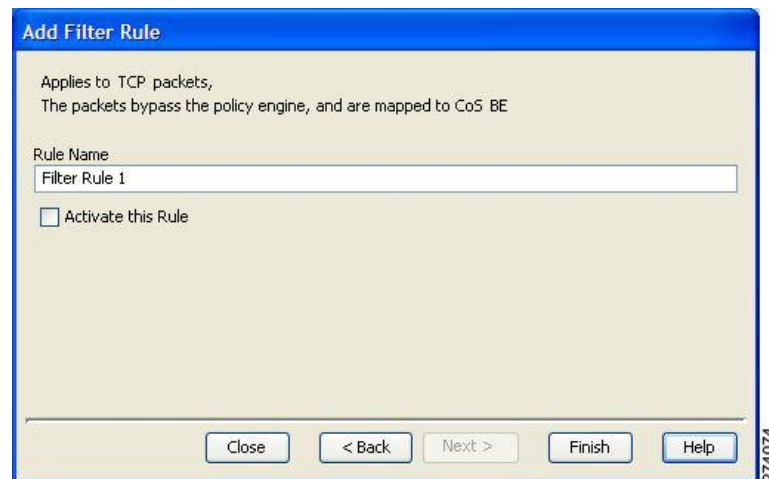 Add Filter Rule
Applies to TCP packets,
The packets bypass the policy engine, and are mapped to CoS BE
Rule Name
Filter Rule 1
Activate this Rule
Close
< Back
Next >
Finish
Help
274074